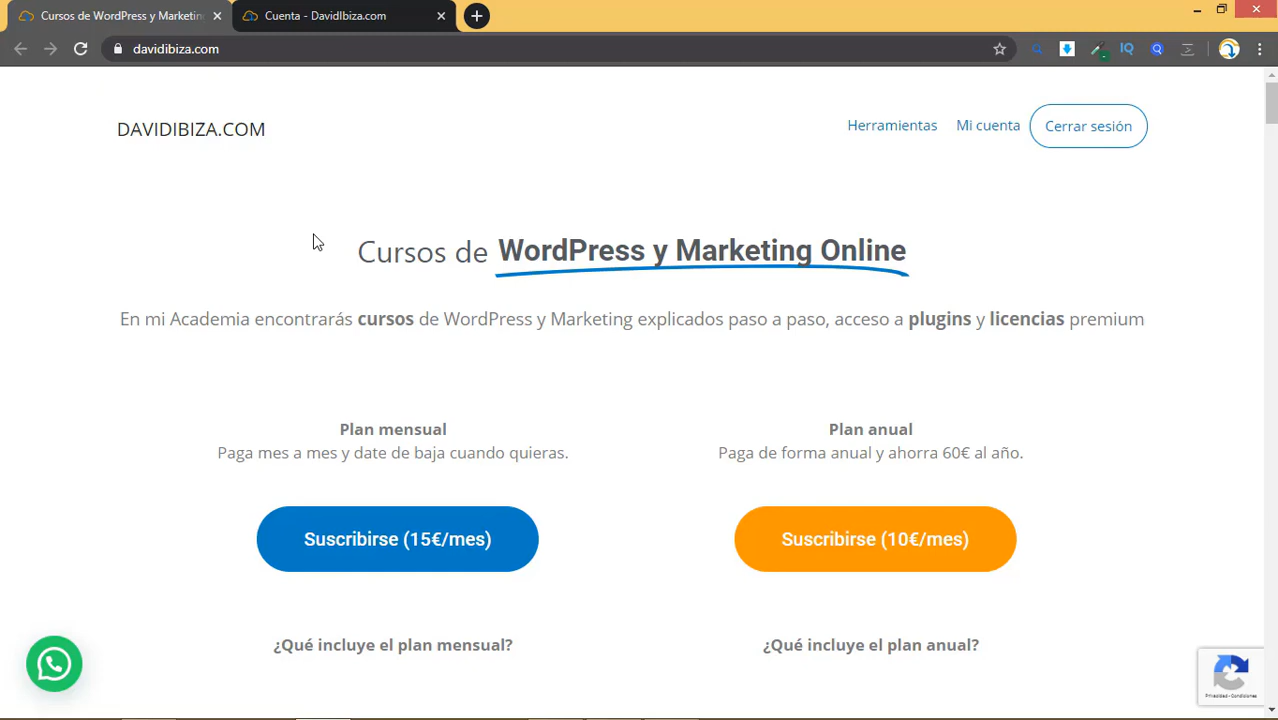 Cursos de WordPress y Marketin
Cuenta - DavidIbiza.com
davidibiza.com
IQ
DAVIDIBIZA.COM
Herramientas
Mi cuenta
Cerrar sesión
Cursos de WordPress y Marketing Online
En mi Academia encontrarás cursos de WordPress y Marketing explicados paso a paso, acceso a plugins y licencias premium
Plan mensual
Paga mes a mes y date de baja cuando quieras.
Suscribirse (15€/mes)
¿Qué incluye el plan mensual?
Plan anual
Paga de forma anual y ahorra 60€ al año.
Suscribirse (10€/mes)
¿Qué incluye el plan anual?
Privacidad - Condiciones